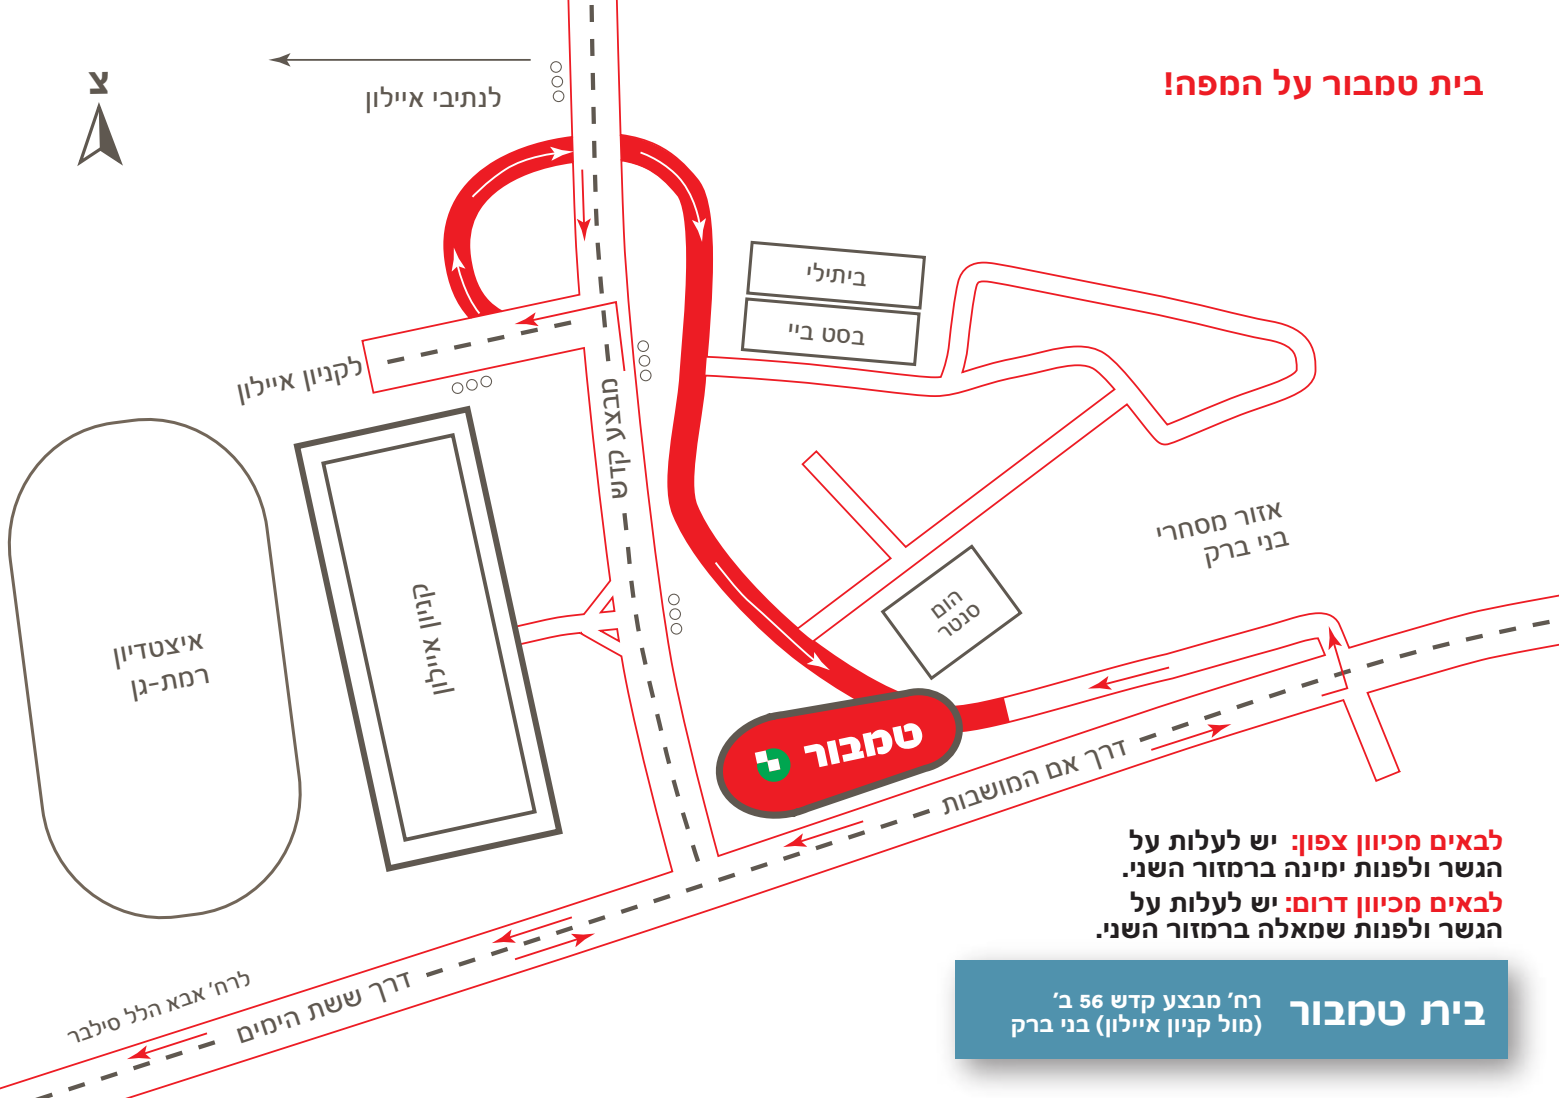 בית טמבור על המפה!
צ
לנתיבי איילון
ביתילי
בסט ביי
לקניון איילון
מבצע קדש
קניון איילון
איצטדיון
רמת-גן
אזור מסחרי
בני ברק
הום
סנטר
טמבור
דרך אם המושבות
דרך ששת הימים
לרח' אבא הלל סילבר
לבאים מכיוון צפון: יש לעלות על
הגשר ולפנות ימינה ברמזור השני.
לבאים מכיוון דרום: יש לעלות על
הגשר ולפנות שמאלה ברמזור השני.
בית טמבור
רח' מבצע קדש 56 ב'
(מול קניון איילון) בני ברק